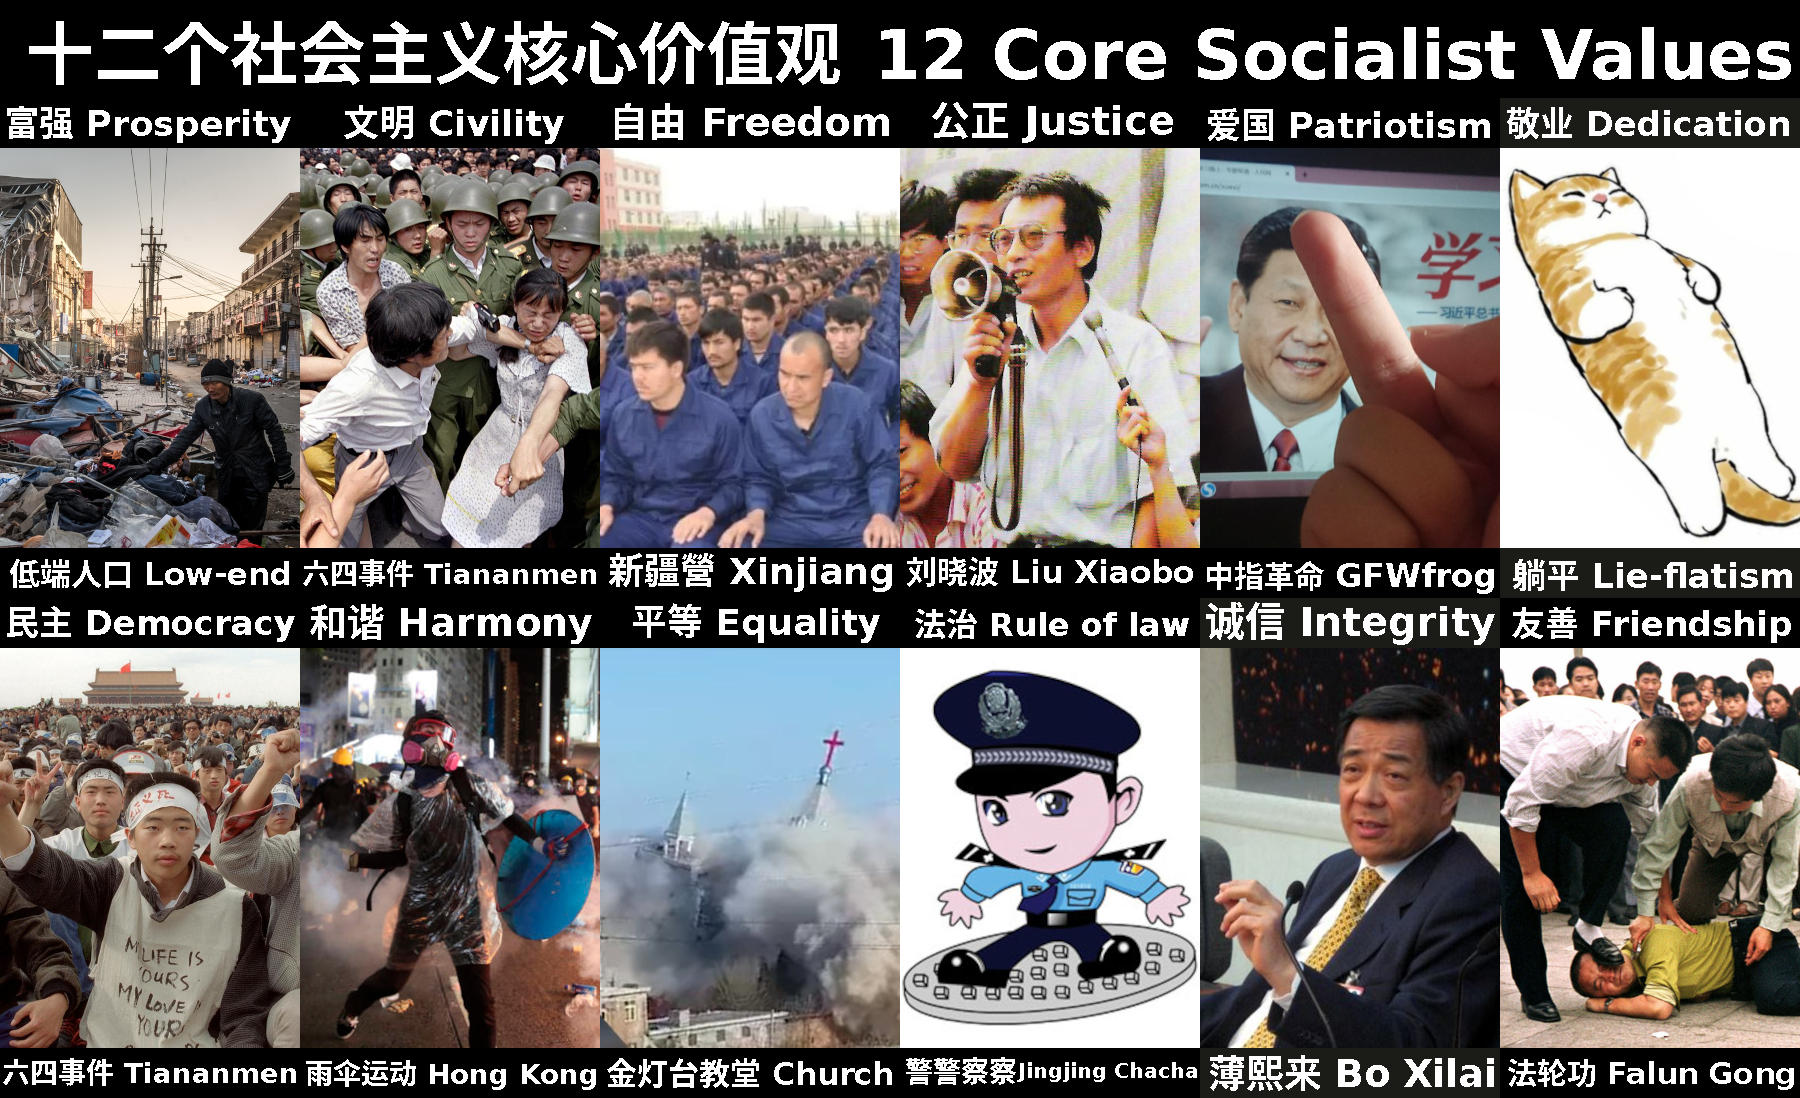 十二个社会主义核心价值观 12 Core Socialist Values
富强 Prosperity
文明 Civility
自由 Freedom
公正 Justice
爱国 Patriotism
敬业 Dedication
学习
习近平总书
低端人口 Low-end
六四事件 Tiananmen
新疆營 Xinjiang
刘晓波 Liu Xiaobo
中指革命 GFWfrog
躺平 Lie-flatism
民主 Democracy
和谐 Harmony
平等 Equality
法治 Rule of law
诚信 Integrity
友善 Friendship
MY LIFE IS
YOURS
MY LOVE
YOUR
六四事件 Tiananmen
雨伞运动 Hong Kong
金灯台教堂 Church
警警察察Jingjing Chacha
薄熙来 Bo Xilai
法轮功 Falun Gong